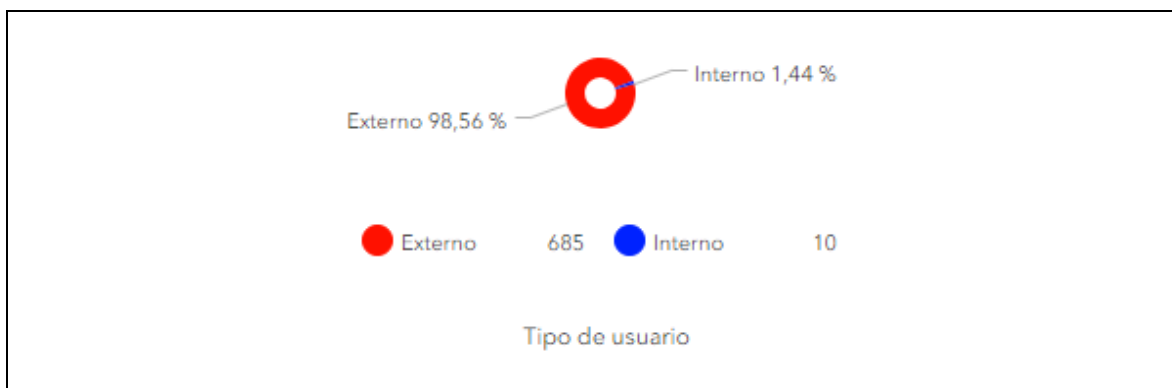 Interno 1,44 %
Externo 98,56 %
Externo 685 Interno 10
Tipo de usuario